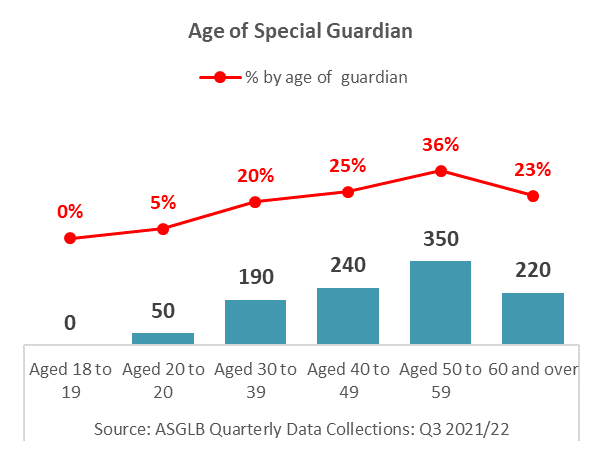 Age of Special Guardian
% by age of guardian
0%
5%
20%
25%
36%
23%
0
50
190
240
350
220
Aged 18 to
19
Aged 20 to
20
Aged 30 to
39
Aged 40 to
49
Aged 50 to
59
60 and over
Source: ASGLB Quarterly Data Collections: Q3 2021/22